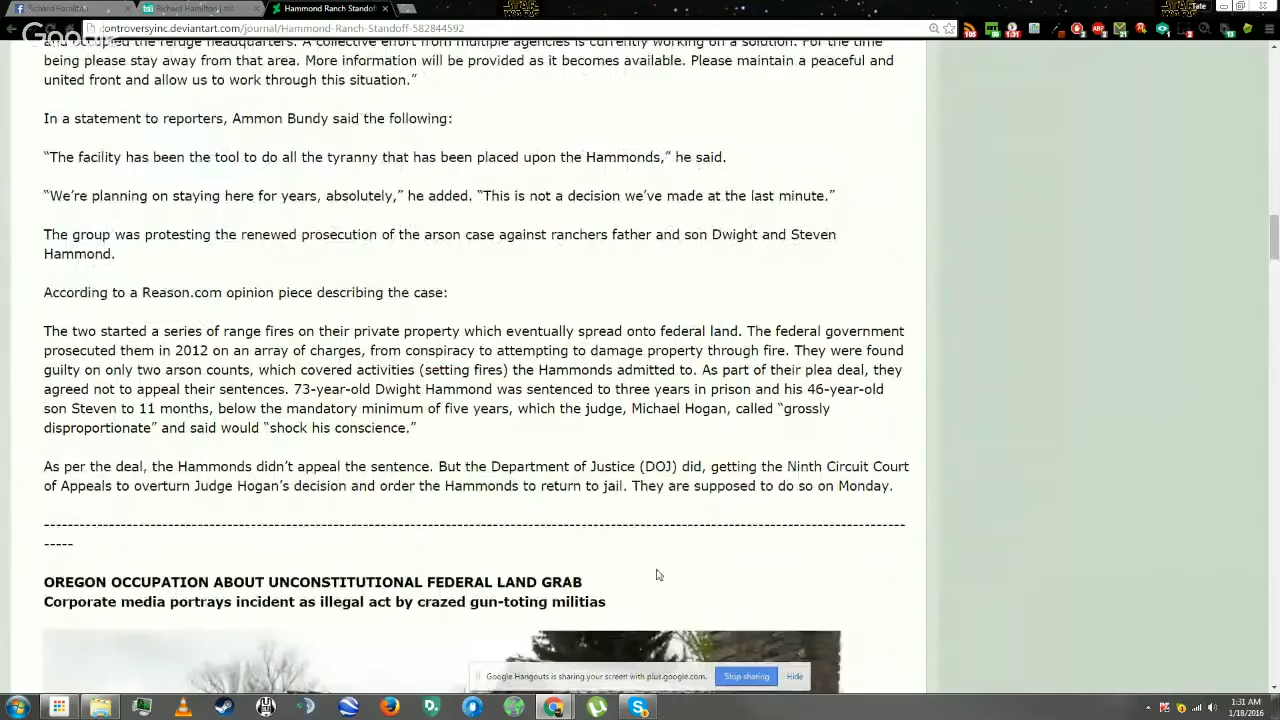 Richard Hamilton
Richard Hamilton | tsū
Hammond Ranch Standoff
Tate
controversyinc.deviantart.com/journal/Hammond-Ranch-Standoff-582844592
Google
the refuge headquarters. A collective effort from multiple agencies is currently working on a solution. For the time
being please stay away from that area. More information will be provided as it becomes available. Please maintain a peaceful and
united front and allow us to work through this situation.”
In a statement to reporters, Ammon Bundy said the following:
“The facility has been the tool to do all the tyranny that has been placed upon the Hammonds,” he said.
“We’re planning on staying here for years, absolutely,” he added. “This is not a decision we’ve made at the last minute.”
The group was protesting the renewed prosecution of the arson case against ranchers father and son Dwight and Steven
Hammond.
According to a Reason.com opinion piece describing the case:
The two started a series of range fires on their private property which eventually spread onto federal land. The federal government
prosecuted them in 2012 on an array of charges, from conspiracy to attempting to damage property through fire. They were found
guilty on only two arson counts, which covered activities (setting fires) the Hammonds admitted to. As part of their plea deal, they
agreed not to appeal their sentences. 73-year-old Dwight Hammond was sentenced to three years in prison and his 46-year-old
son Steven to 11 months, below the mandatory minimum of five years, which the judge, Michael Hogan, called “grossly
disproportionate” and said would “shock his conscience.”
As per the deal, the Hammonds didn’t appeal the sentence. But the Department of Justice (DOJ) did, getting the Ninth Circuit Court
of Appeals to overturn Judge Hogan’s decision and order the Hammonds to return to jail. They are supposed to do so on Monday.
OREGON OCCUPATION ABOUT UNCONSTITUTIONAL FEDERAL LAND GRAB
Corporate media portrays incident as illegal act by crazed gun-toting militias
Google Hangouts is sharing your screen with plus.google.com.
Stop sharing
Hide
1:31 AM
1/18/2016